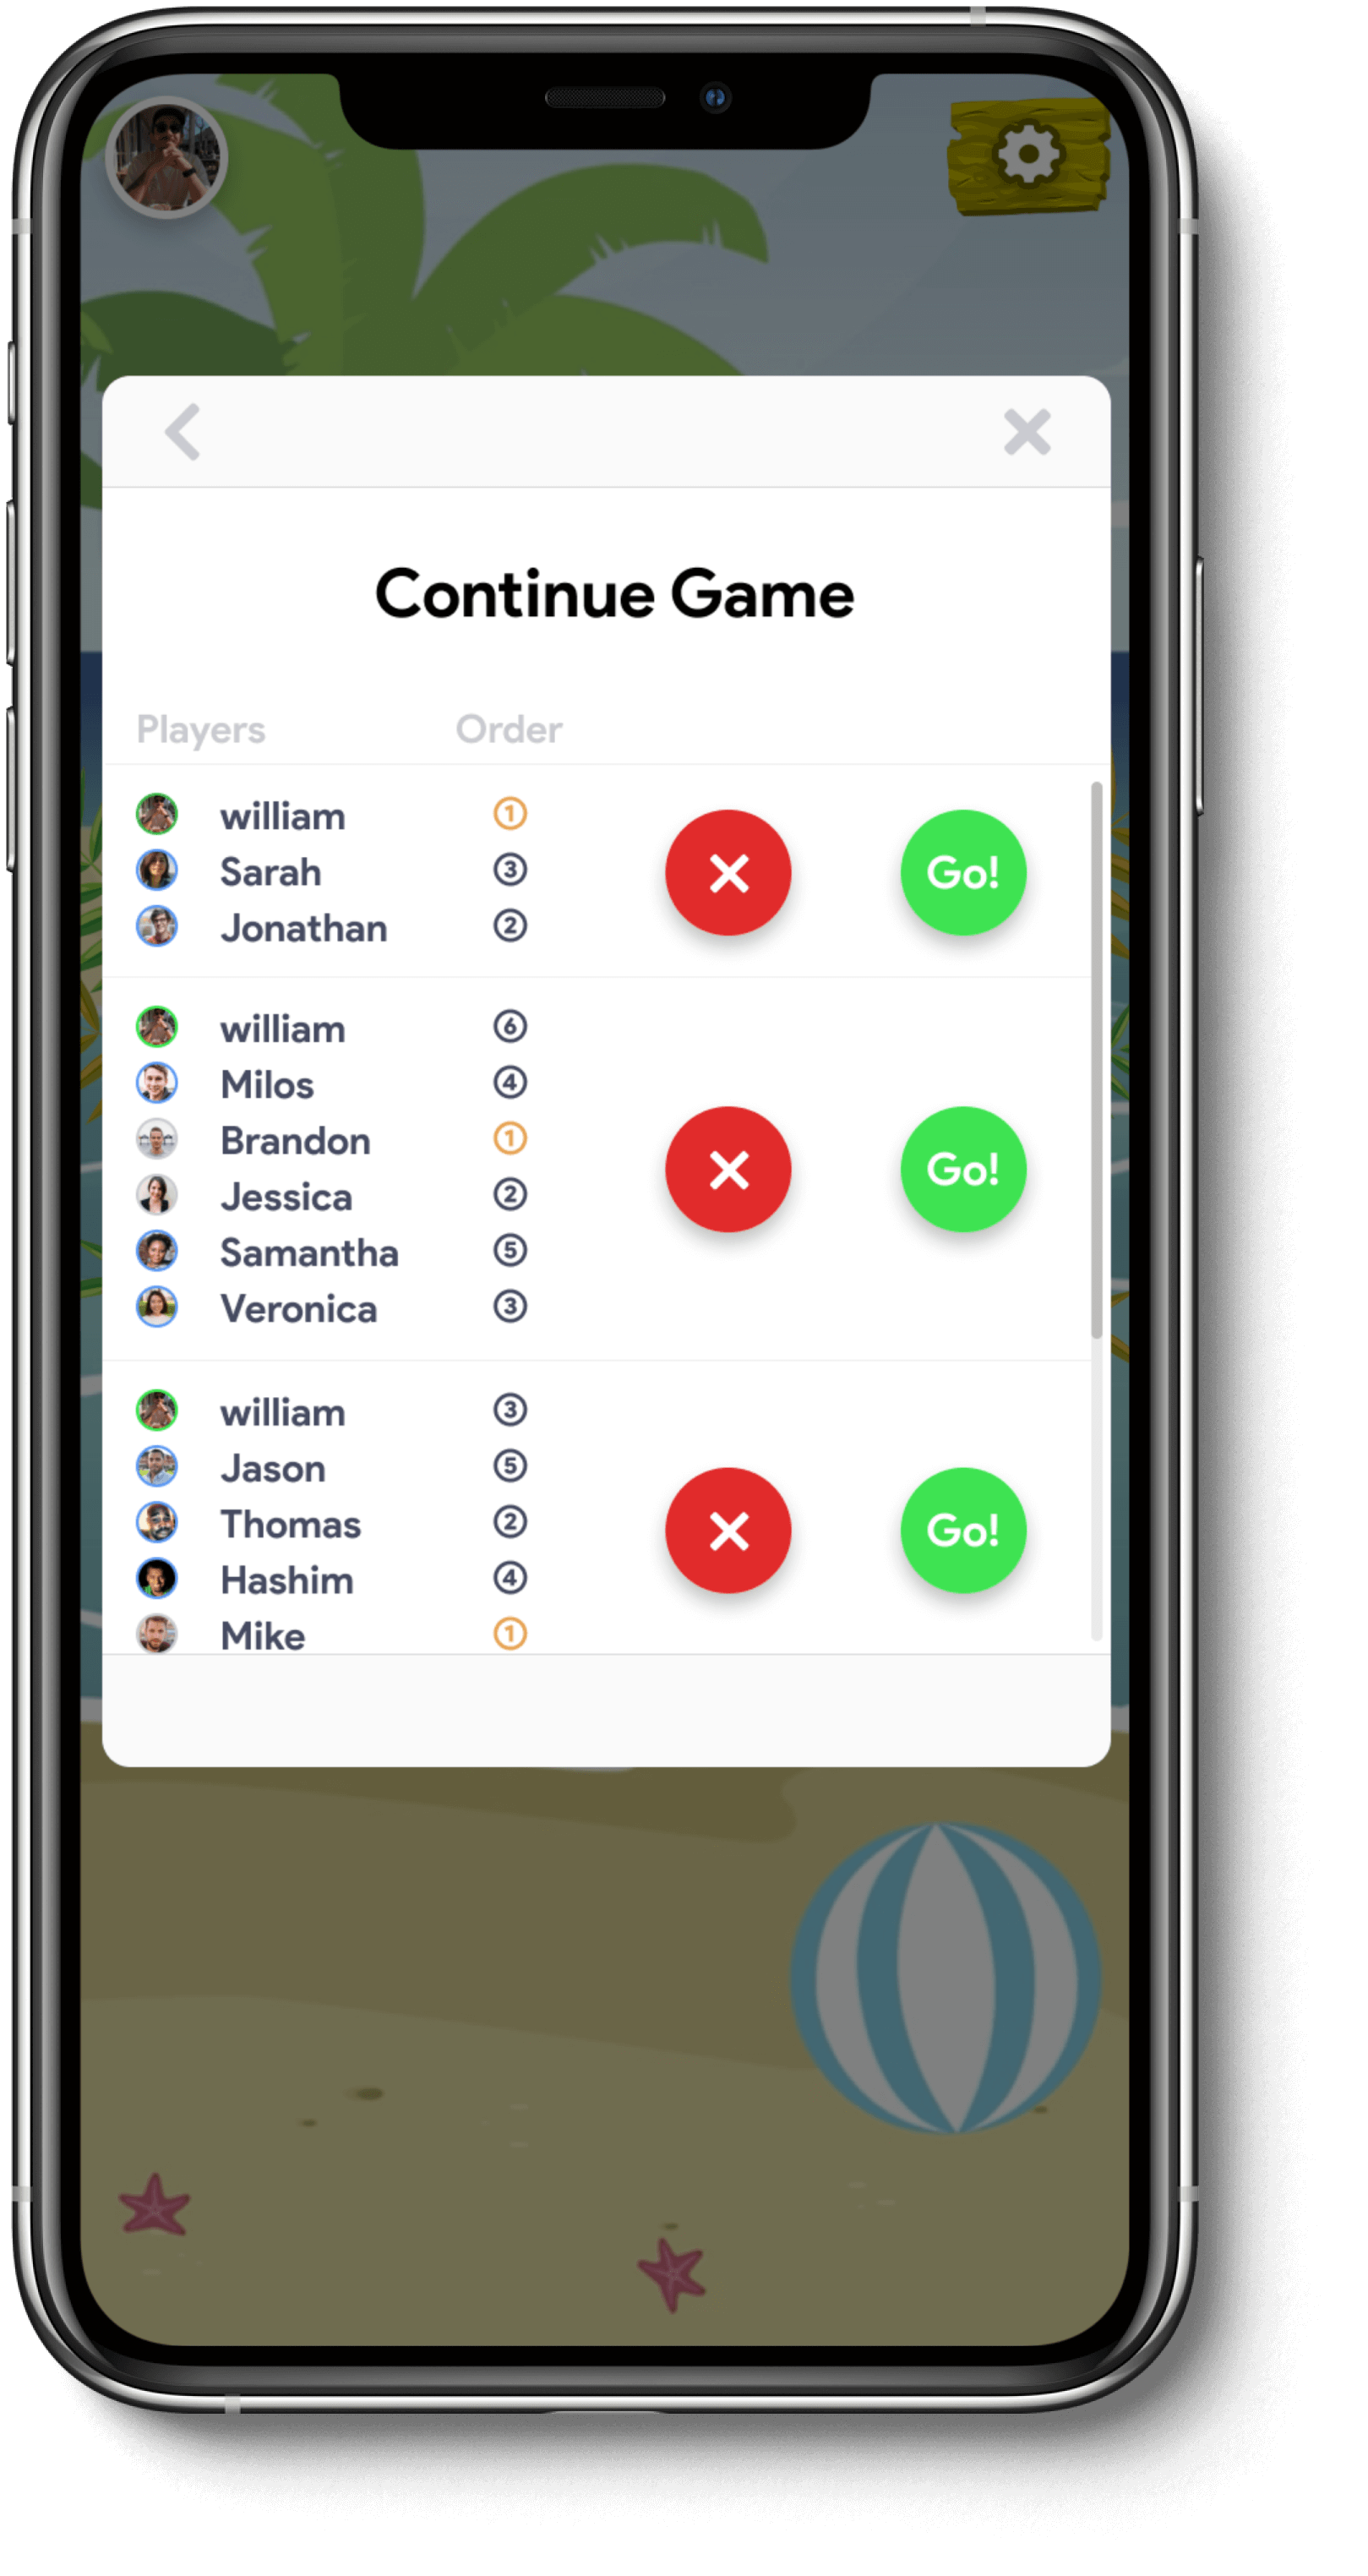 Continue Game
Players Order
william 1
Sarah 3
Jonathan 2
Go!
william 6
Milos 4
Brandon 1
Jessica 2
Samantha 5
Veronica 3
Go!
william 3
Jason 5
Thomas 2
Hashim 4
Mike 1
Go!